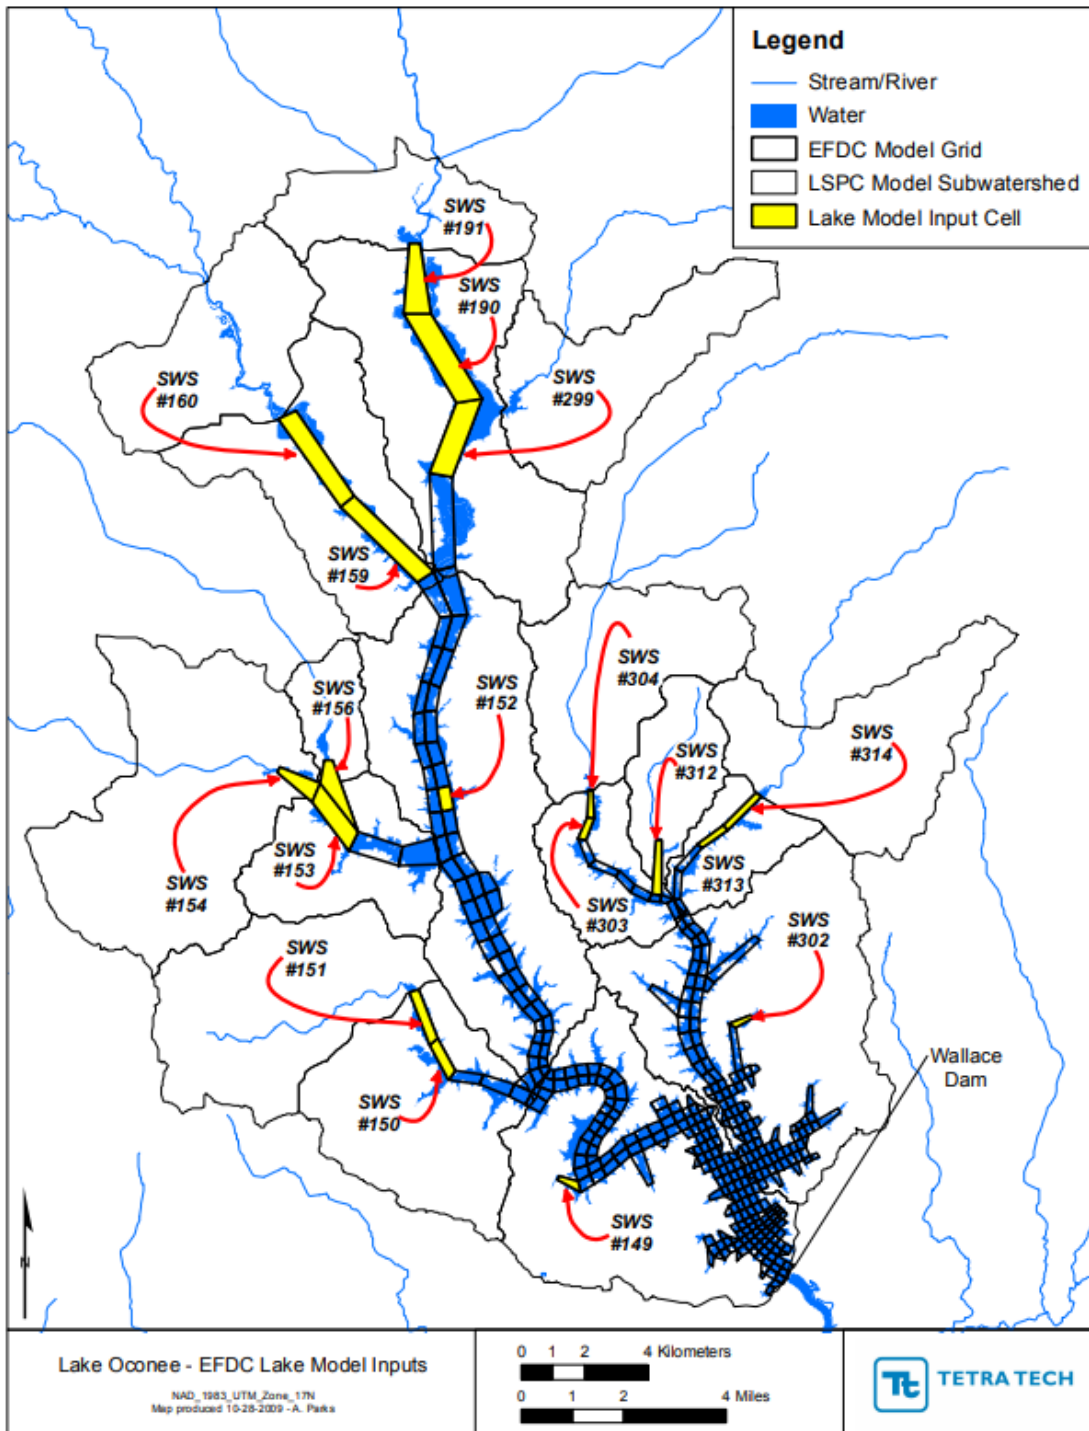 Legend
Stream/River
Water
EFDC Model Grid
LSPC Model Subwatershed
Lake Model Input Cell
SWS
#191
SWS
#190
SWS
#160
SWS
#299
SWS
#159
SWS
#304
SWS
#156
SWS
#152
SWS
#312
SWS
#314
SWS
#153
SWS
#154
SWS
#313
SWS
#303
SWS
#302
SWS
#151
Wallace
Dam
SWS
#150
SWS
#149
N
Lake Oconee - EFDC Lake Model Inputs
NAD_1983_UTM_Zone_17N
Map produced 10-28-2009 - A. Parks
0 1 2 4 Kilometers
0 1 2 4 Miles
Tt
TETRA TECH